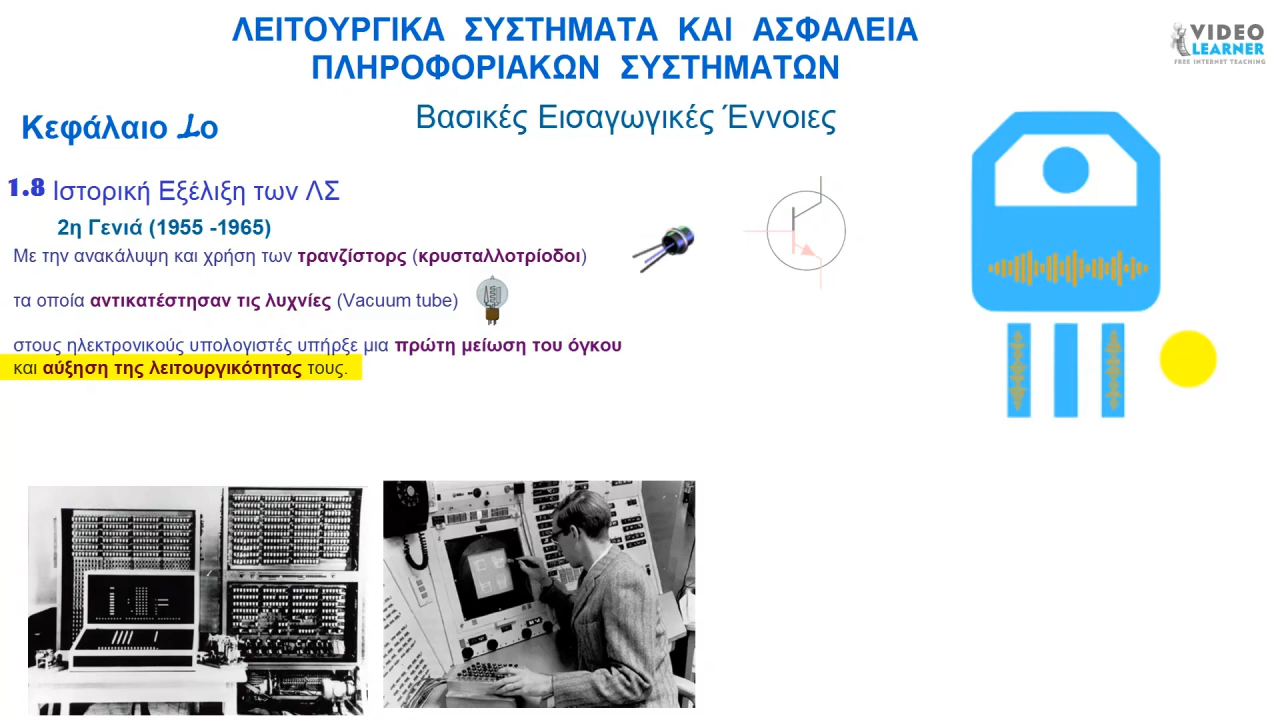 ΛΕΙΤΟΥΡΓΙΚΑ ΣΥΣΤΗΜΑΤΑ ΚΑΙ ΑΣΦΑΛΕΙΑ
ΠΛΗΡΟΦΟΡΙΑΚΩΝ ΣΥΣΤΗΜΑΤΩΝ
VIDEO
LEARNER
FREE INTERNET TEACHING
Βασικές Εισαγωγικές Έννοιες
Κεφάλαιο 1ο
1.8 Ιστορική Εξέλιξη των ΛΣ
2η Γενιά (1955 -1965)
Με την ανακάλυψη και χρήση των τρανζίστορς (κρυσταλλοτρίοδοι)
τα οποία αντικατέστησαν τις λυχνίες (Vacuum tube)
στους ηλεκτρονικούς υπολογιστές υπήρξε μια πρώτη μείωση του όγκου
και αύξηση της λειτουργικότητας τους.